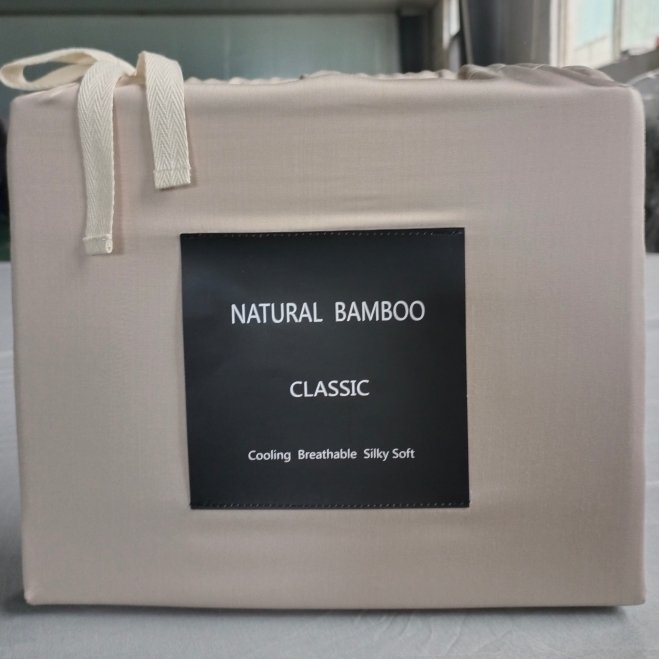 NATURAL BAMBOO
CLASSIC
Cooling Breathable Silky Soft